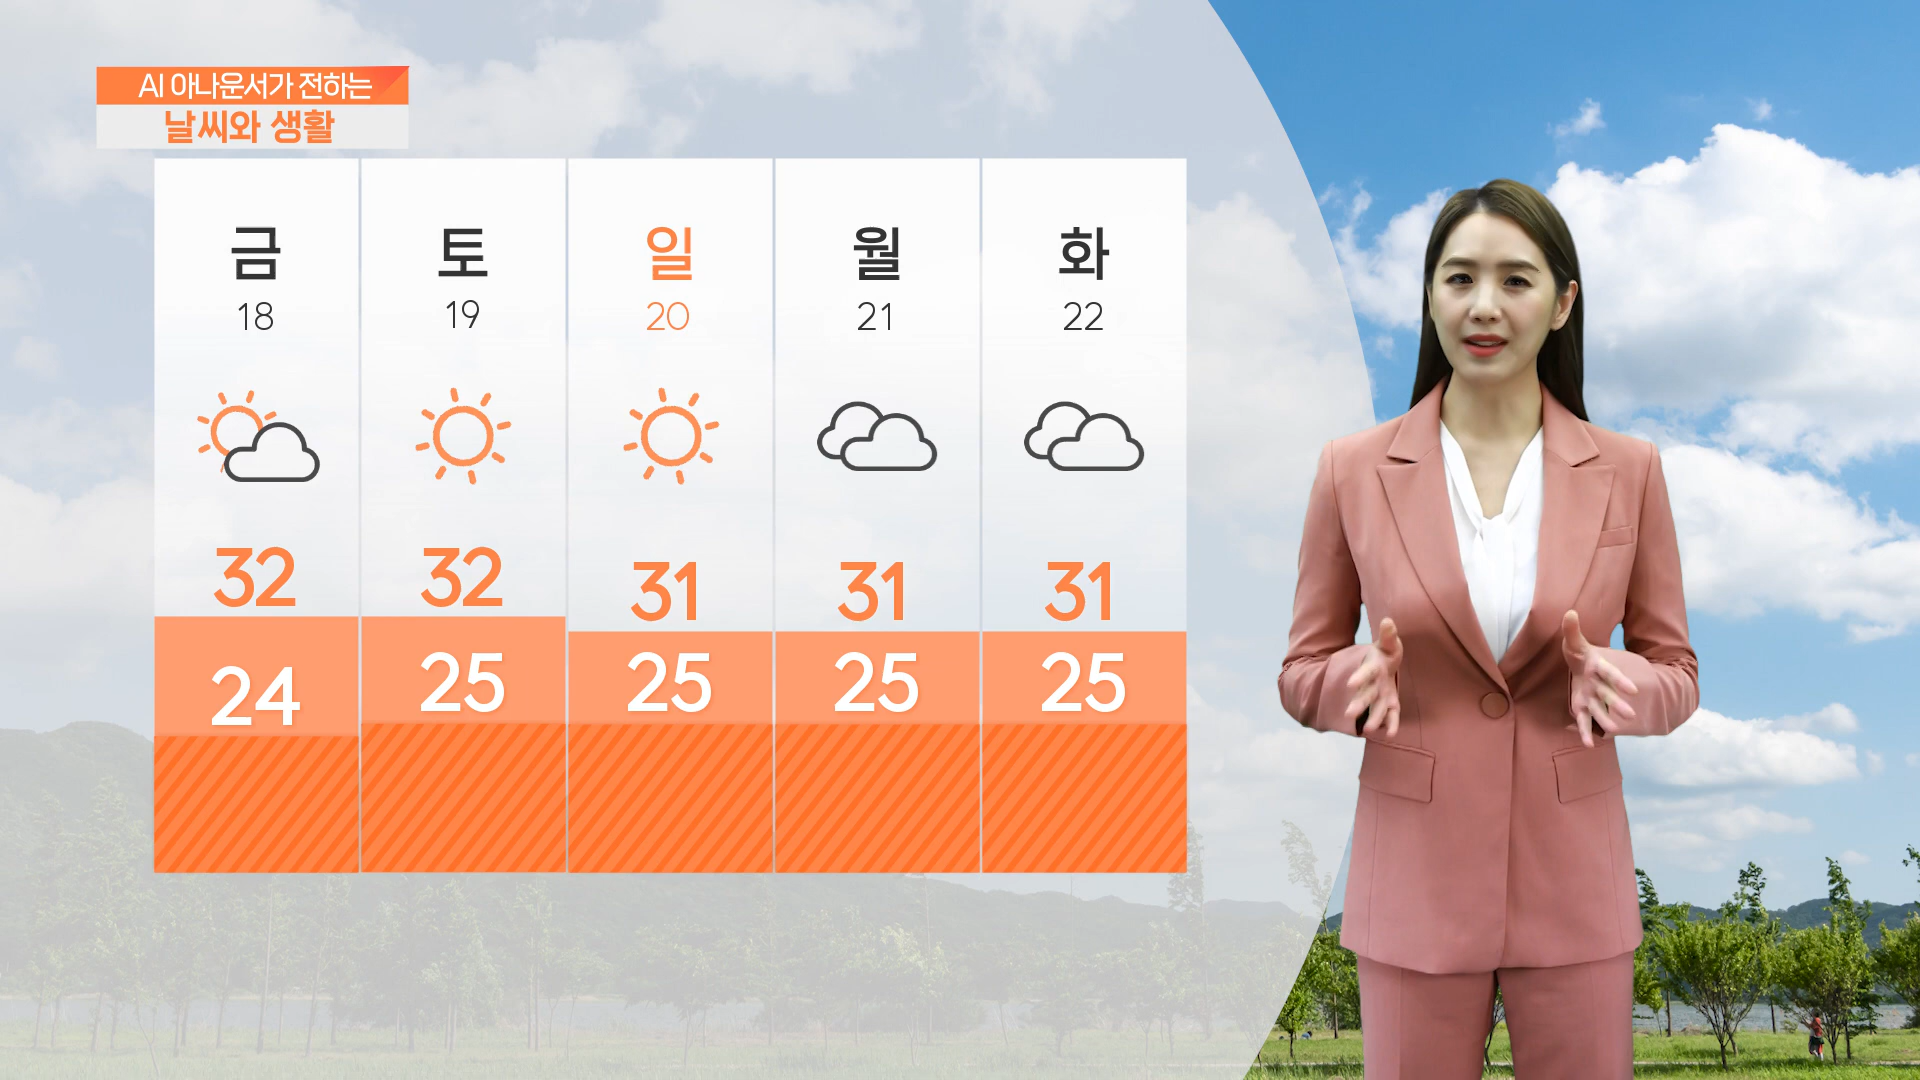 AI 아나운서가 전하는
날씨와 생활
금 토 일 월 화
18 19 20 21 22
32 32 31 31 31
24 25 25 25 25